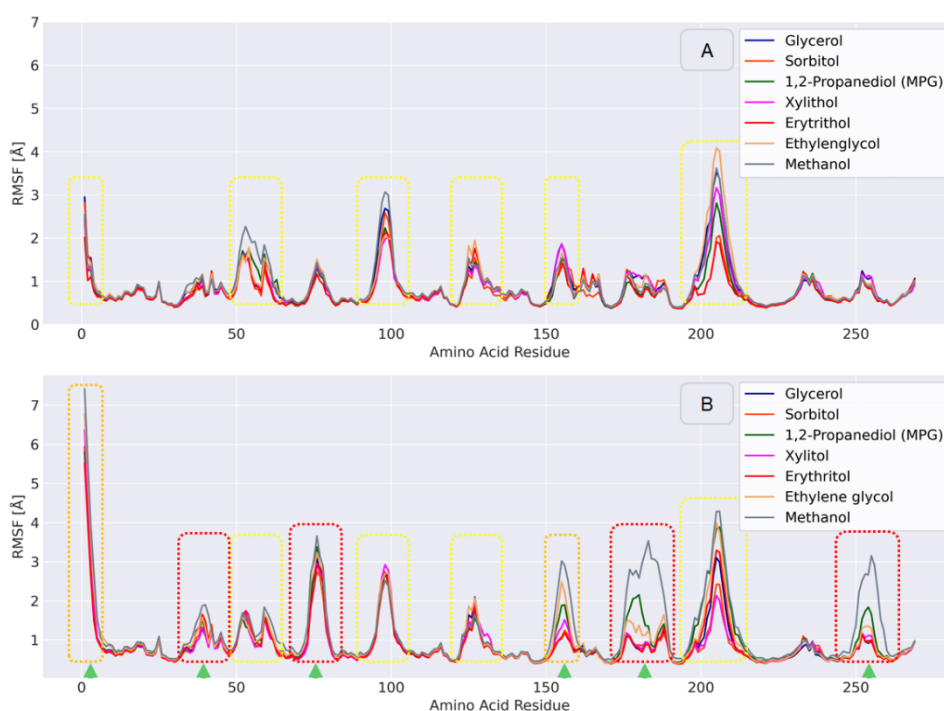 7
6
5
4
3
2
1
0
RMSF [Å]
A
Glycerol
Sorbitol
1,2-Propanediol (MPG)
Xylithol
Erytrithol
Ethylenglycol
Methanol
0 50 100 150 200 250
Amino Acid Residue
7
6
5
4
3
2
1
RMSF [Å]
B
Glycerol
Sorbitol
1,2-Propanediol (MPG)
Xylitol
Erythritol
Ethylene glycol
Methanol
0 50 100 150 200 250
Amino Acid Residue